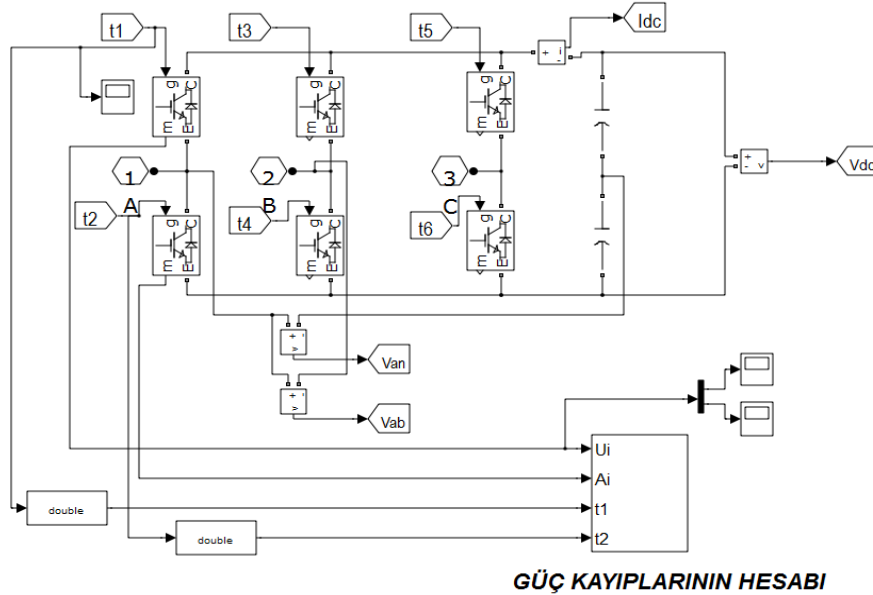 t1
t3
t5
Idc
+ i
-
g C
m E
g C
m E
g C
m E
+
- v
Vdc
1
2
3
A
B
C
t2
t4
t6
g C
m E
g C
m E
g C
m E
+ -
v
Van
+ -
v
Vab
Ui
Ai
t1
t2
double
double
GÜÇ KAYIPLARININ HESABI